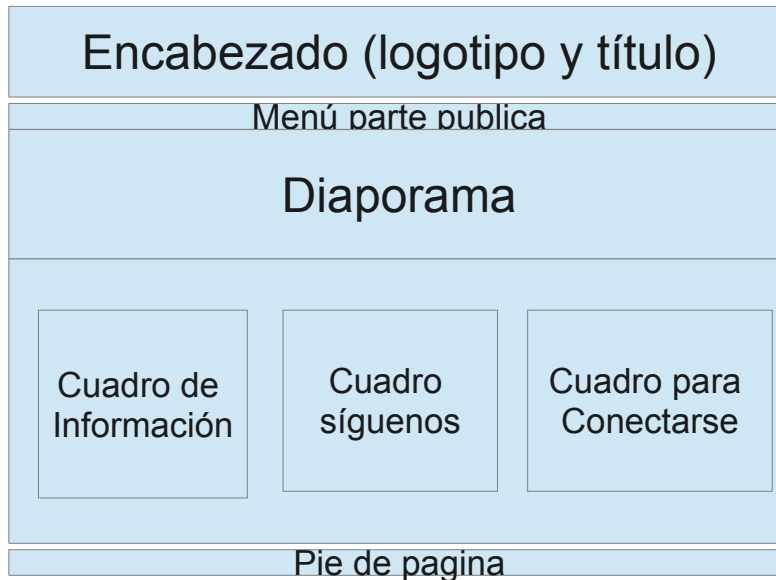 Encabezado (logotipo y título)
Menú parte publica
Diaporama
Cuadro de
Información
Cuadro
síguenos
Cuadro para
Conectarse
Pie de pagina